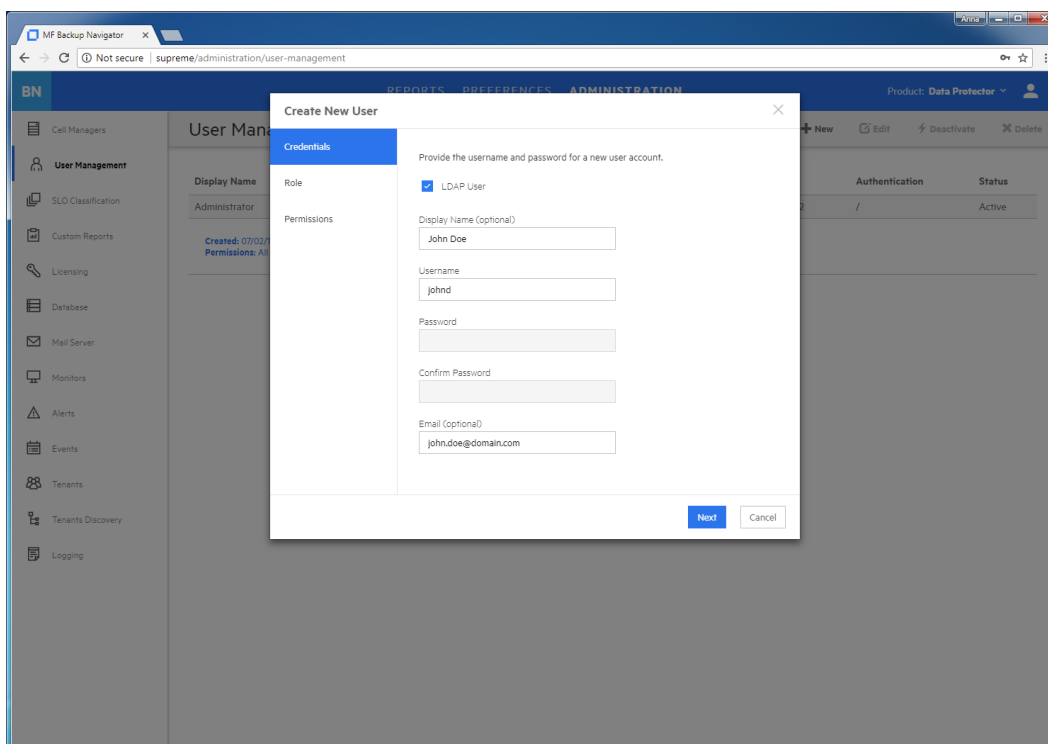 Anna
MF Backup Navigator
Not secure | supreme/administration/user-management
BN
REPORTS PREFERENCES ADMINISTRATION
Product: Data Protector
Cell Managers
User Management
SLO Classification
Custom Reports
Licensing
Database
Mail Server
Monitors
Alerts
Events
Tenants
Tenants Discovery
Logging
User Mana
New Edit Deactivate Delete
Display Name Authentication Status
Administrator 2 / Active
Created: 07/02/1
Permissions: All
Create New User
Credentials
Role
Permissions
Provide the username and password for a new user account.
LDAP User
Display Name (optional)
John Doe
Username
johnd
Password
Confirm Password
Email (optional)
john.doe@domain.com
Next Cancel